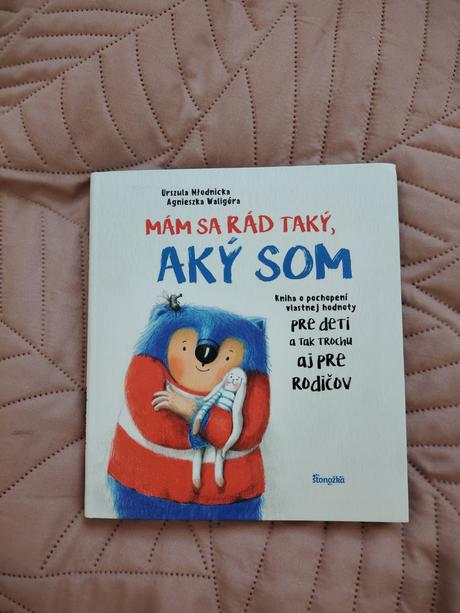 Urszula Młodnicka
Agnieszka Waligóra
MÁM SA RÁD TAKÝ,
AKÝ SOM
Kniha o pochopení
vlastnej hodnoty
PRE DETI
A TAK TROCHU
AJ PRE
RODIČOV
stonožka